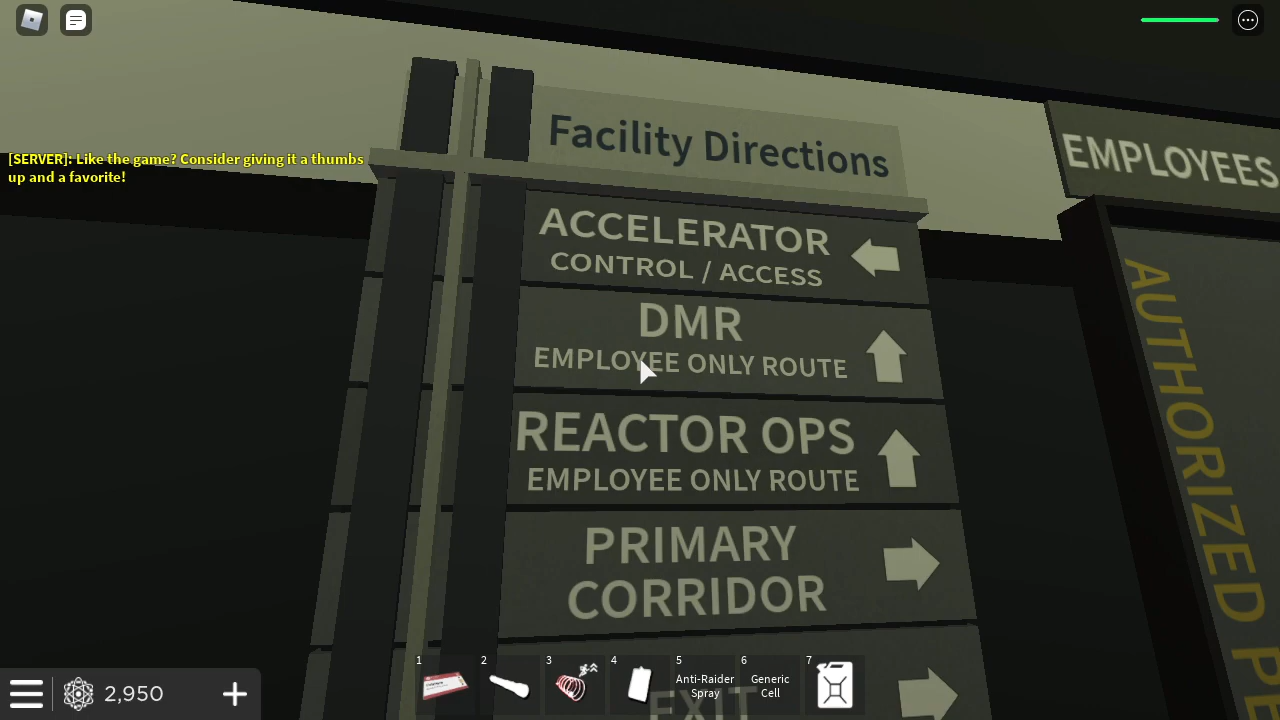 [SERVER]: Like the game? Consider giving it a thumbs
up and a favorite!
Facility Directions
ACCELERATOR
CONTROL / ACCESS
DMR
EMPLOYEE ONLY ROUTE
REACTOR OPS
EMPLOYEE ONLY ROUTE
PRIMARY
CORRIDOR
EXIT
EMPLOYEES
AUTHORIZED
2,950
1
2
3
4
5
Anti-Raider
Spray
6
Generic
Cell
7